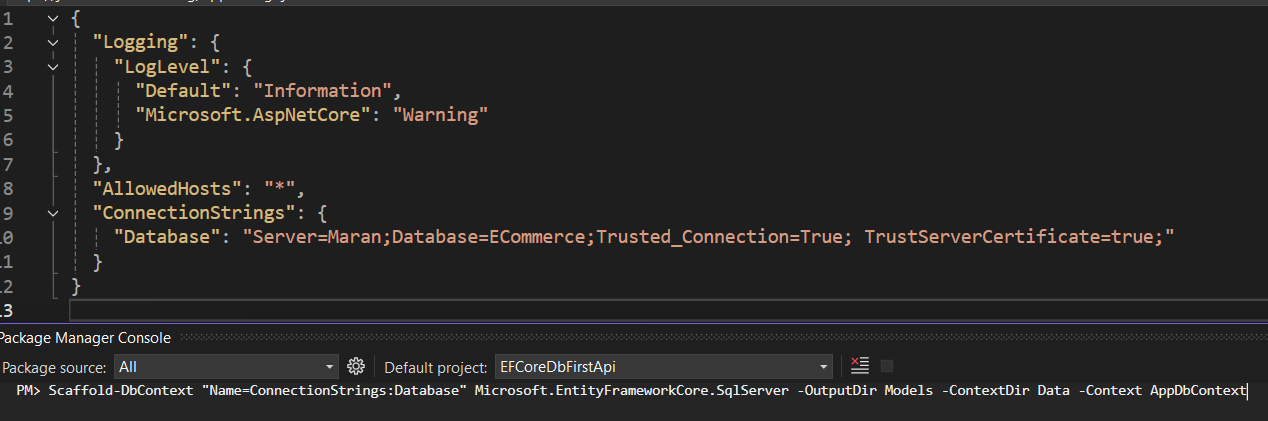 1 {
2 "Logging": {
3 "LogLevel": {
4 "Default": "Information",
5 "Microsoft.AspNetCore": "Warning"
6 }
7 },
8 "AllowedHosts": "*",
9 "ConnectionStrings": {
10 "Database": "Server=Maran;Database=ECommerce;Trusted_Connection=True; TrustServerCertificate=true;"
11 }
12 }
13
Package Manager Console
Package source: All Default project: EFCoreDbFirstApi
PM> Scaffold-DbContext "Name=ConnectionStrings:Database" Microsoft.EntityFrameworkCore.SqlServer -OutputDir Models -ContextDir Data -Context AppDbContext